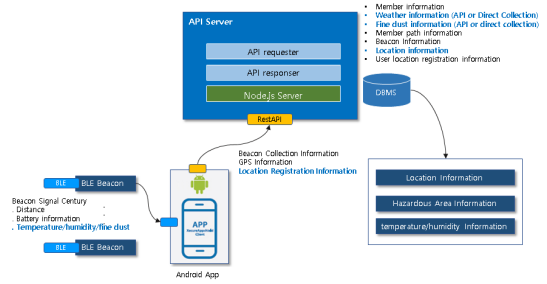 API Server
API requester
API responser
Node.Js Server
RestAPI
• Member information
• Weather information (API or Direct Collection)
• Fine dust information (API or direct collection)
• Member path information
• Beacon Information
• Location information
• User location registration information
DBMS
Beacon Collection Information
GPS Information
Location Registration Information
BLE
BLE Beacon
Beacon Signal Century
. Distance
. Battery information
. Temperature/humidity/fine dust
BLE
BLE Beacon
APP
Android App
Location Information
Hazardous Area Information
temperature/humidity Information